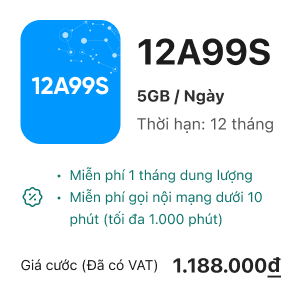 12A99S
12A99S
5GB / Ngày
Thời hạn: 12 tháng
• Miễn phí 1 tháng dung lượng
• Miễn phí gọi nội mạng dưới 10
phút (tối đa 1.000 phút)
Giá cước (Đã có VAT) 1.188.000đ